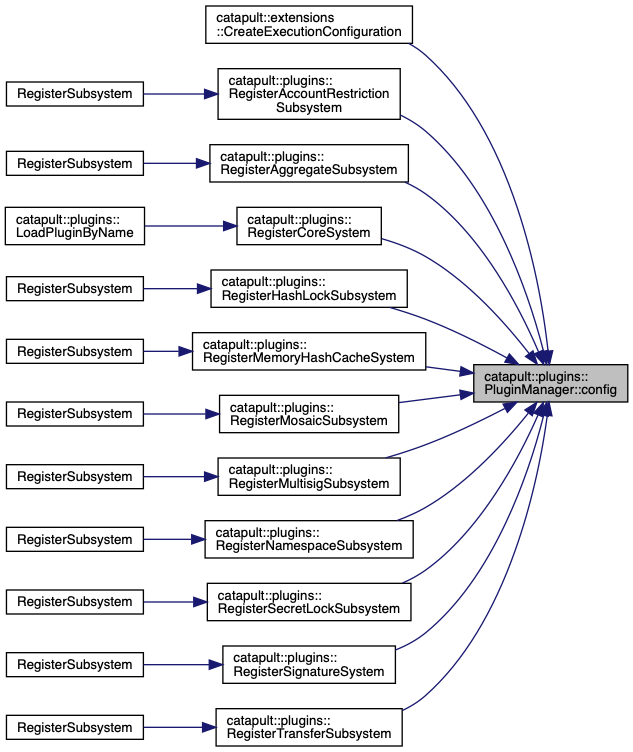 catapult::extensions
::CreateExecutionConfiguration
RegisterSubsystem
catapult::plugins::
RegisterAccountRestriction
Subsystem
RegisterSubsystem
catapult::plugins::
RegisterAggregateSubsystem
catapult::plugins::
LoadPluginByName
catapult::plugins::
RegisterCoreSystem
RegisterSubsystem
catapult::plugins::
RegisterHashLockSubsystem
RegisterSubsystem
catapult::plugins::
RegisterMemoryHashCacheSystem
catapult::plugins::
PluginManager::config
RegisterSubsystem
catapult::plugins::
RegisterMosaicSubsystem
RegisterSubsystem
catapult::plugins::
RegisterMultisigSubsystem
RegisterSubsystem
catapult::plugins::
RegisterNamespaceSubsystem
RegisterSubsystem
catapult::plugins::
RegisterSecretLockSubsystem
RegisterSubsystem
catapult::plugins::
RegisterSignatureSystem
RegisterSubsystem
catapult::plugins::
RegisterTransferSubsystem